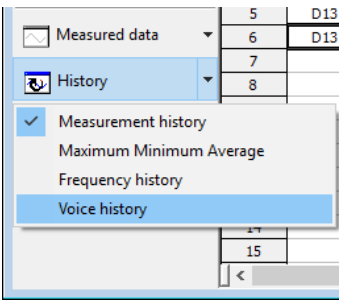 5 D13
Measured data
6 D13
7
History
8
Measurement history
Maximum Minimum Average
Frequency history
Voice history
15